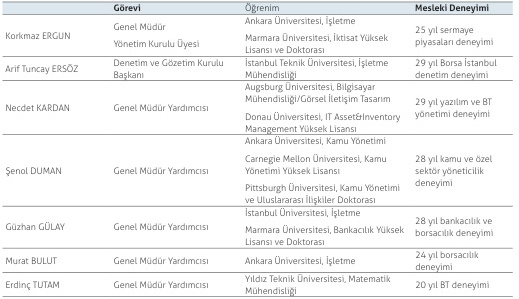 Görevi Öğrenim Mesleki Deneyimi
Korkmaz ERGUN
Genel Müdür
Yönetim Kurulu Üyesi
Ankara Üniversitesi, İşletme
Marmara Üniversitesi, İktisat Yüksek
Lisansı ve Doktorası
25 yıl sermaye
piyasaları deneyimi
Arif Tuncay ERSÖZ
Denetim ve Gözetim Kurulu
Başkanı
İstanbul Teknik Üniversitesi, İşletme
Mühendisliği
29 yıl Borsa İstanbul
denetim deneyimi
Necdet KARDAN
Genel Müdür Yardımcısı
Augsburg Üniversitesi, Bilgisayar
Mühendisliği/Görsel İletişim Tasarım
Donau Üniversitesi, IT Asset&Inventory
Management Yüksek Lisansı
29 yıl yazılım ve BT
yönetimi deneyimi
Şenol DUMAN
Genel Müdür Yardımcısı
Ankara Üniversitesi, Kamu Yönetimi
Carnegie Mellon Üniversitesi, Kamu
Yönetimi Yüksek Lisansı
Pittsburgh Üniversitesi, Kamu Yönetimi
ve Uluslararası İlişkiler Doktorası
28 yıl kamu ve özel
sektör yöneticilik
deneyimi
Güzhan GÜLAY
Genel Müdür Yardımcısı
İstanbul Üniversitesi, İşletme
Marmara Üniversitesi, Bankacılık Yüksek
Lisansı ve Doktorası
28 yıl bankacılık ve
borsacılık deneyimi
Murat BULUT
Genel Müdür Yardımcısı
Ankara Üniversitesi, İşletme
24 yıl borsacılık
deneyimi
Erdinç TUTAM
Genel Müdür Yardımcısı
Yıldız Teknik Üniversitesi, Matematik
Mühendisliği
20 yıl BT deneyimi